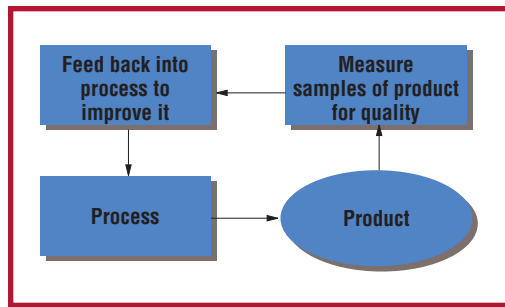 Feed back into
process to
improve it
Measure
samples of product
for quality
Process
Product